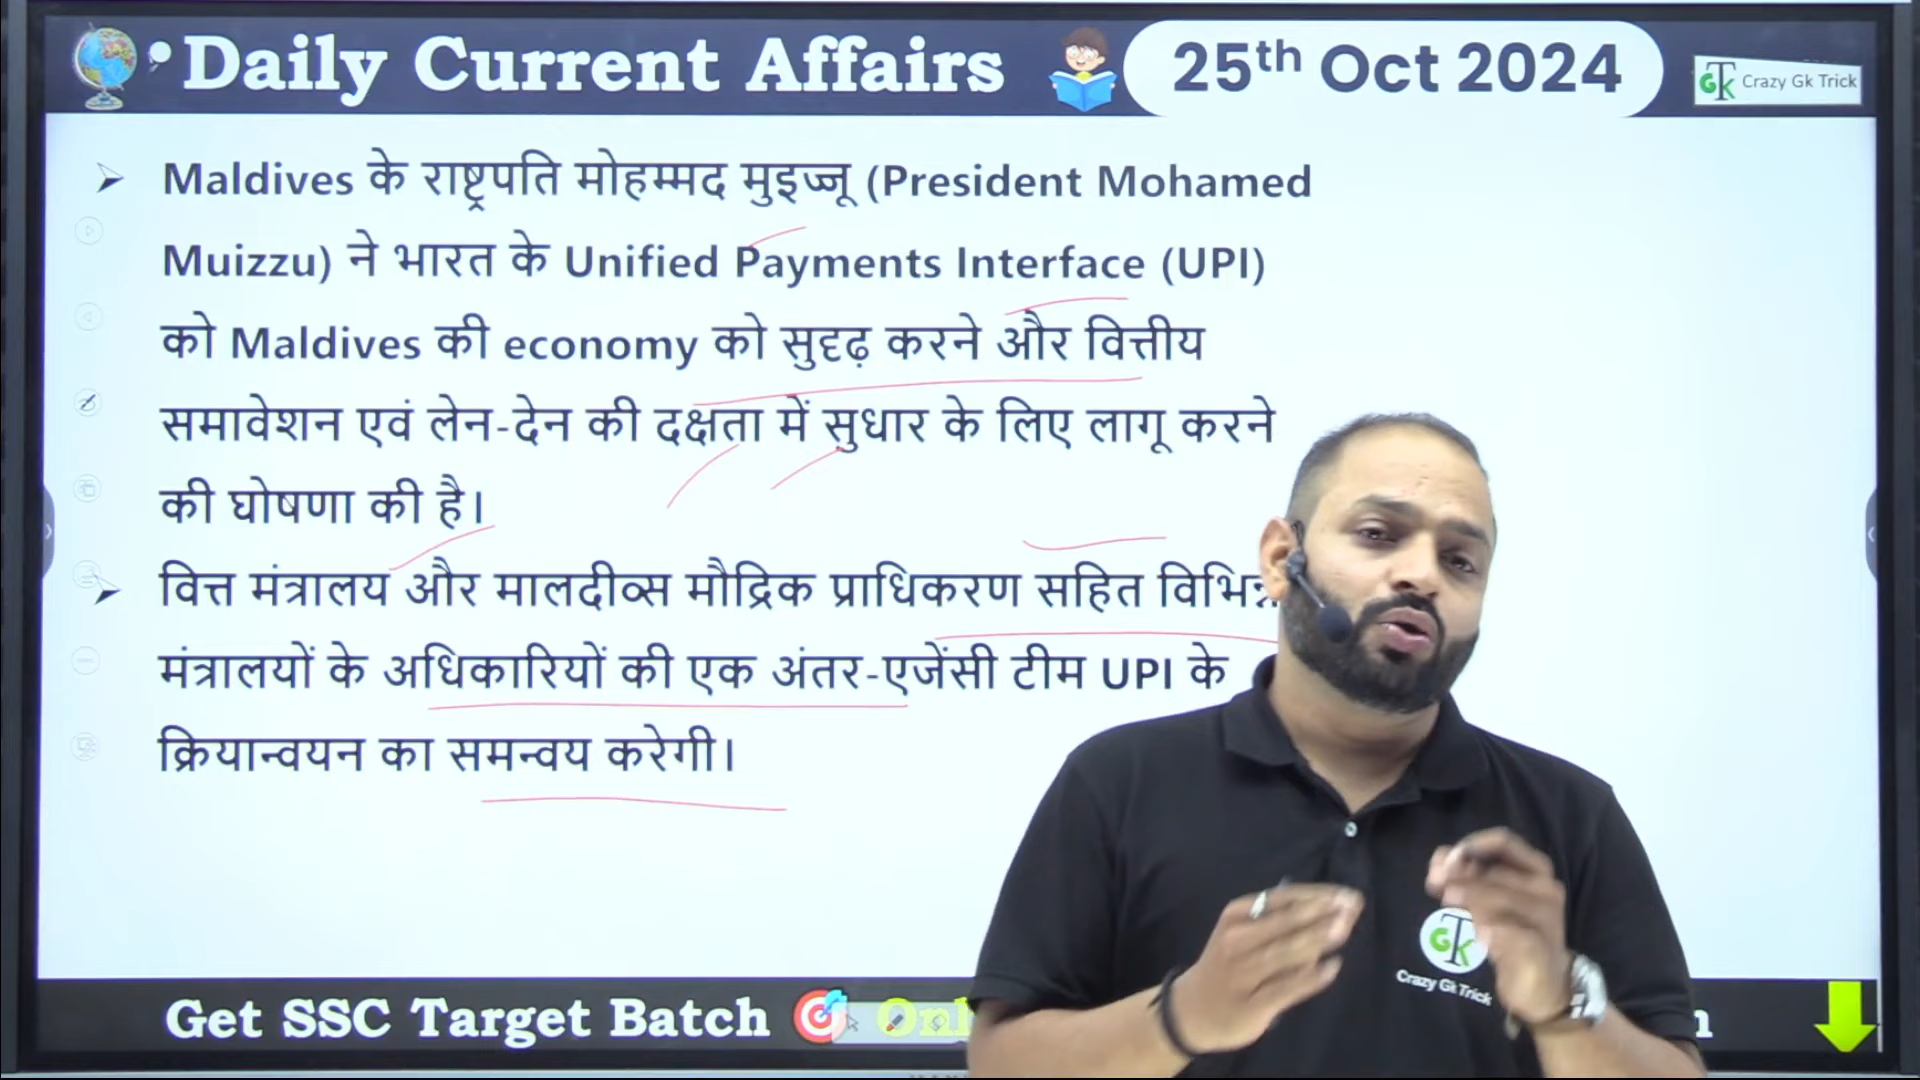 Daily Current Affairs
25th Oct 2024
GTK Crazy Gk Trick
➤ Maldives के राष्ट्रपति मोहम्मद मुइज्जू (President Mohamed
Muizzu) ने भारत के Unified Payments Interface (UPI)
को Maldives की economy को सुदृढ़ करने और वित्तीय
समावेशन एवं लेन-देन की दक्षता में सुधार के लिए लागू करने
की घोषणा की है।
➤ वित्त मंत्रालय और मालदीव्स मौद्रिक प्राधिकरण सहित विभिन्न
मंत्रालयों के अधिकारियों की एक अंतर-एजेंसी टीम UPI के
क्रियान्वयन का समन्वय करेगी।
GTK
Crazy Gk Trick
Get SSC Target Batch